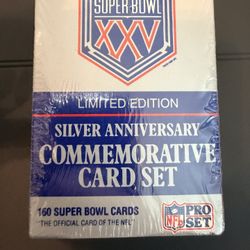 SUPER BOWL
XXV
LIMITED EDITION
SILVER ANNIVERSARY
COMMEMORATIVE
CARD SET
160 SUPER BOWL CARDS
"THE OFFICIAL CARD OF THE NFL"
NFL
PRO
SET